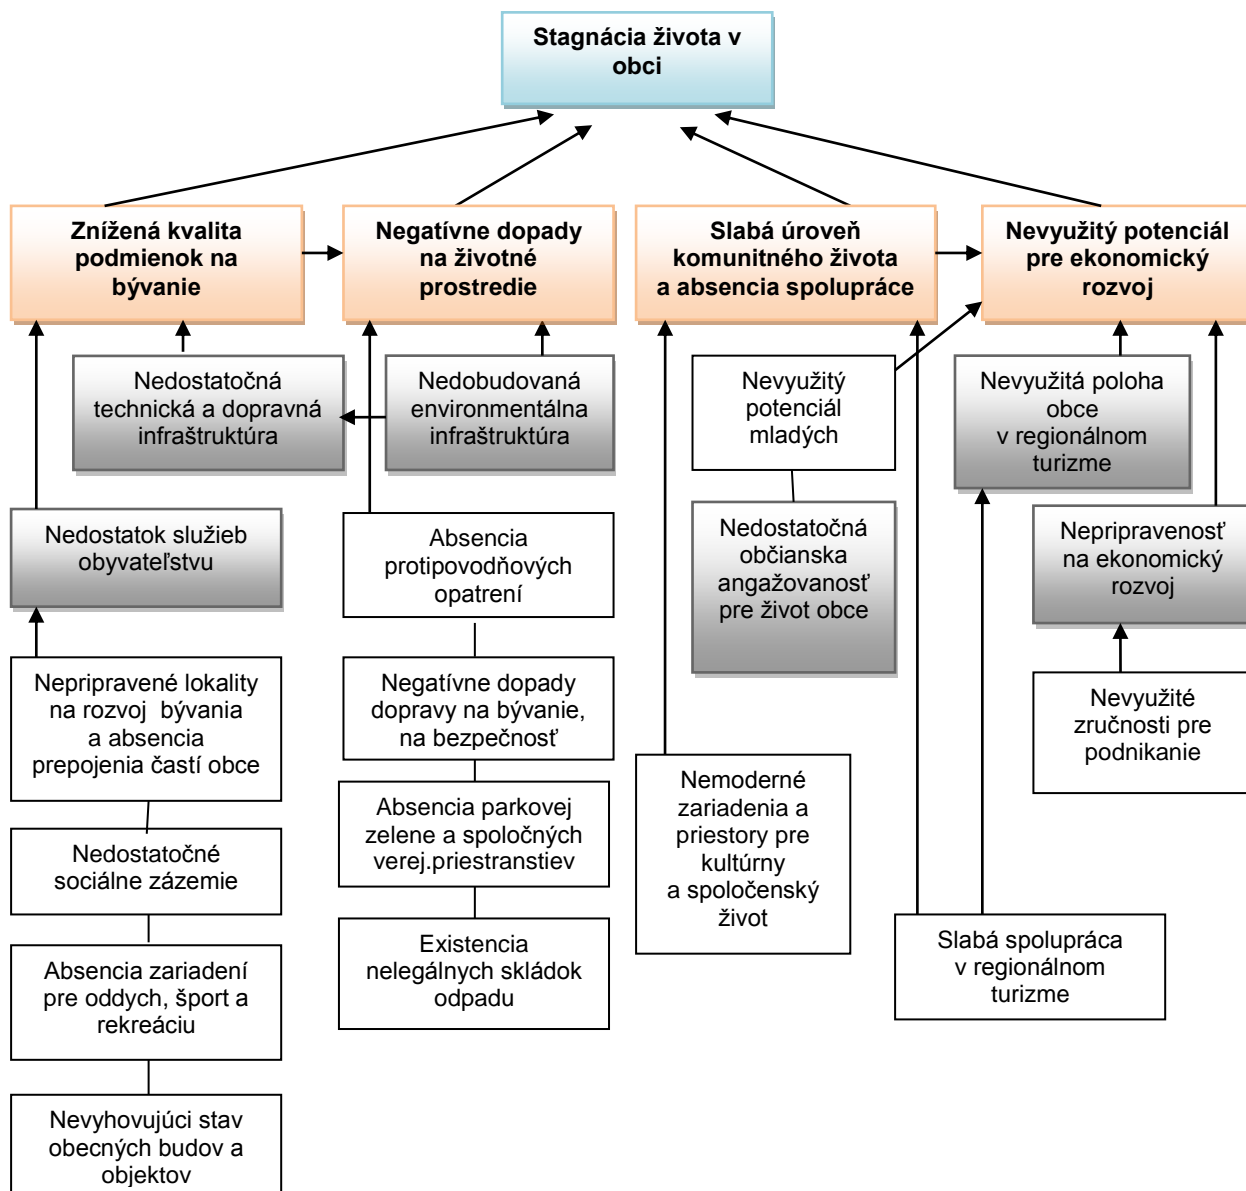 Stagnácia života v
obci
Znížená kvalita
podmienok na
bývanie
Negatívne dopady
na životné
prostredie
Slabá úroveň
komunitného života
a absencia spolupráce
Nevyužitý potenciál
pre ekonomický
rozvoj
Nedostatočná
technická a dopravná
infraštruktúra
Nedobudovaná
environmentálna
infraštruktúra
Nevyužitý
potenciál
mladých
Nevyužitá poloha
obce
v regionálnom
turizme
Nedostatok služieb
obyvateľstvu
Absencia
protipovodňových
opatrení
Nedostatočná
občianska
angažovanosť
pre život obce
Nepripravenosť
na ekonomický
rozvoj
Nepripravené lokality
na rozvoj  bývania
a absencia
prepojenia častí obce
Negatívne dopady
dopravy na bývanie,
na bezpečnosť
Nevyužité
zručnosti pre
podnikanie
Nemoderné
zariadenia a
priestory pre
kultúrny
a spoločenský
život
Absencia parkovej
zelene a spoločných
verej.priestranstiev
Nedostatočné
sociálne zázemie
Existencia
nelegálnych skládok
odpadu
Slabá spolupráca
v regionálnom
turizme
Absencia zariadení
pre oddych, šport a
rekreáciu
Nevyhovujúci stav
obecných budov a
objektov